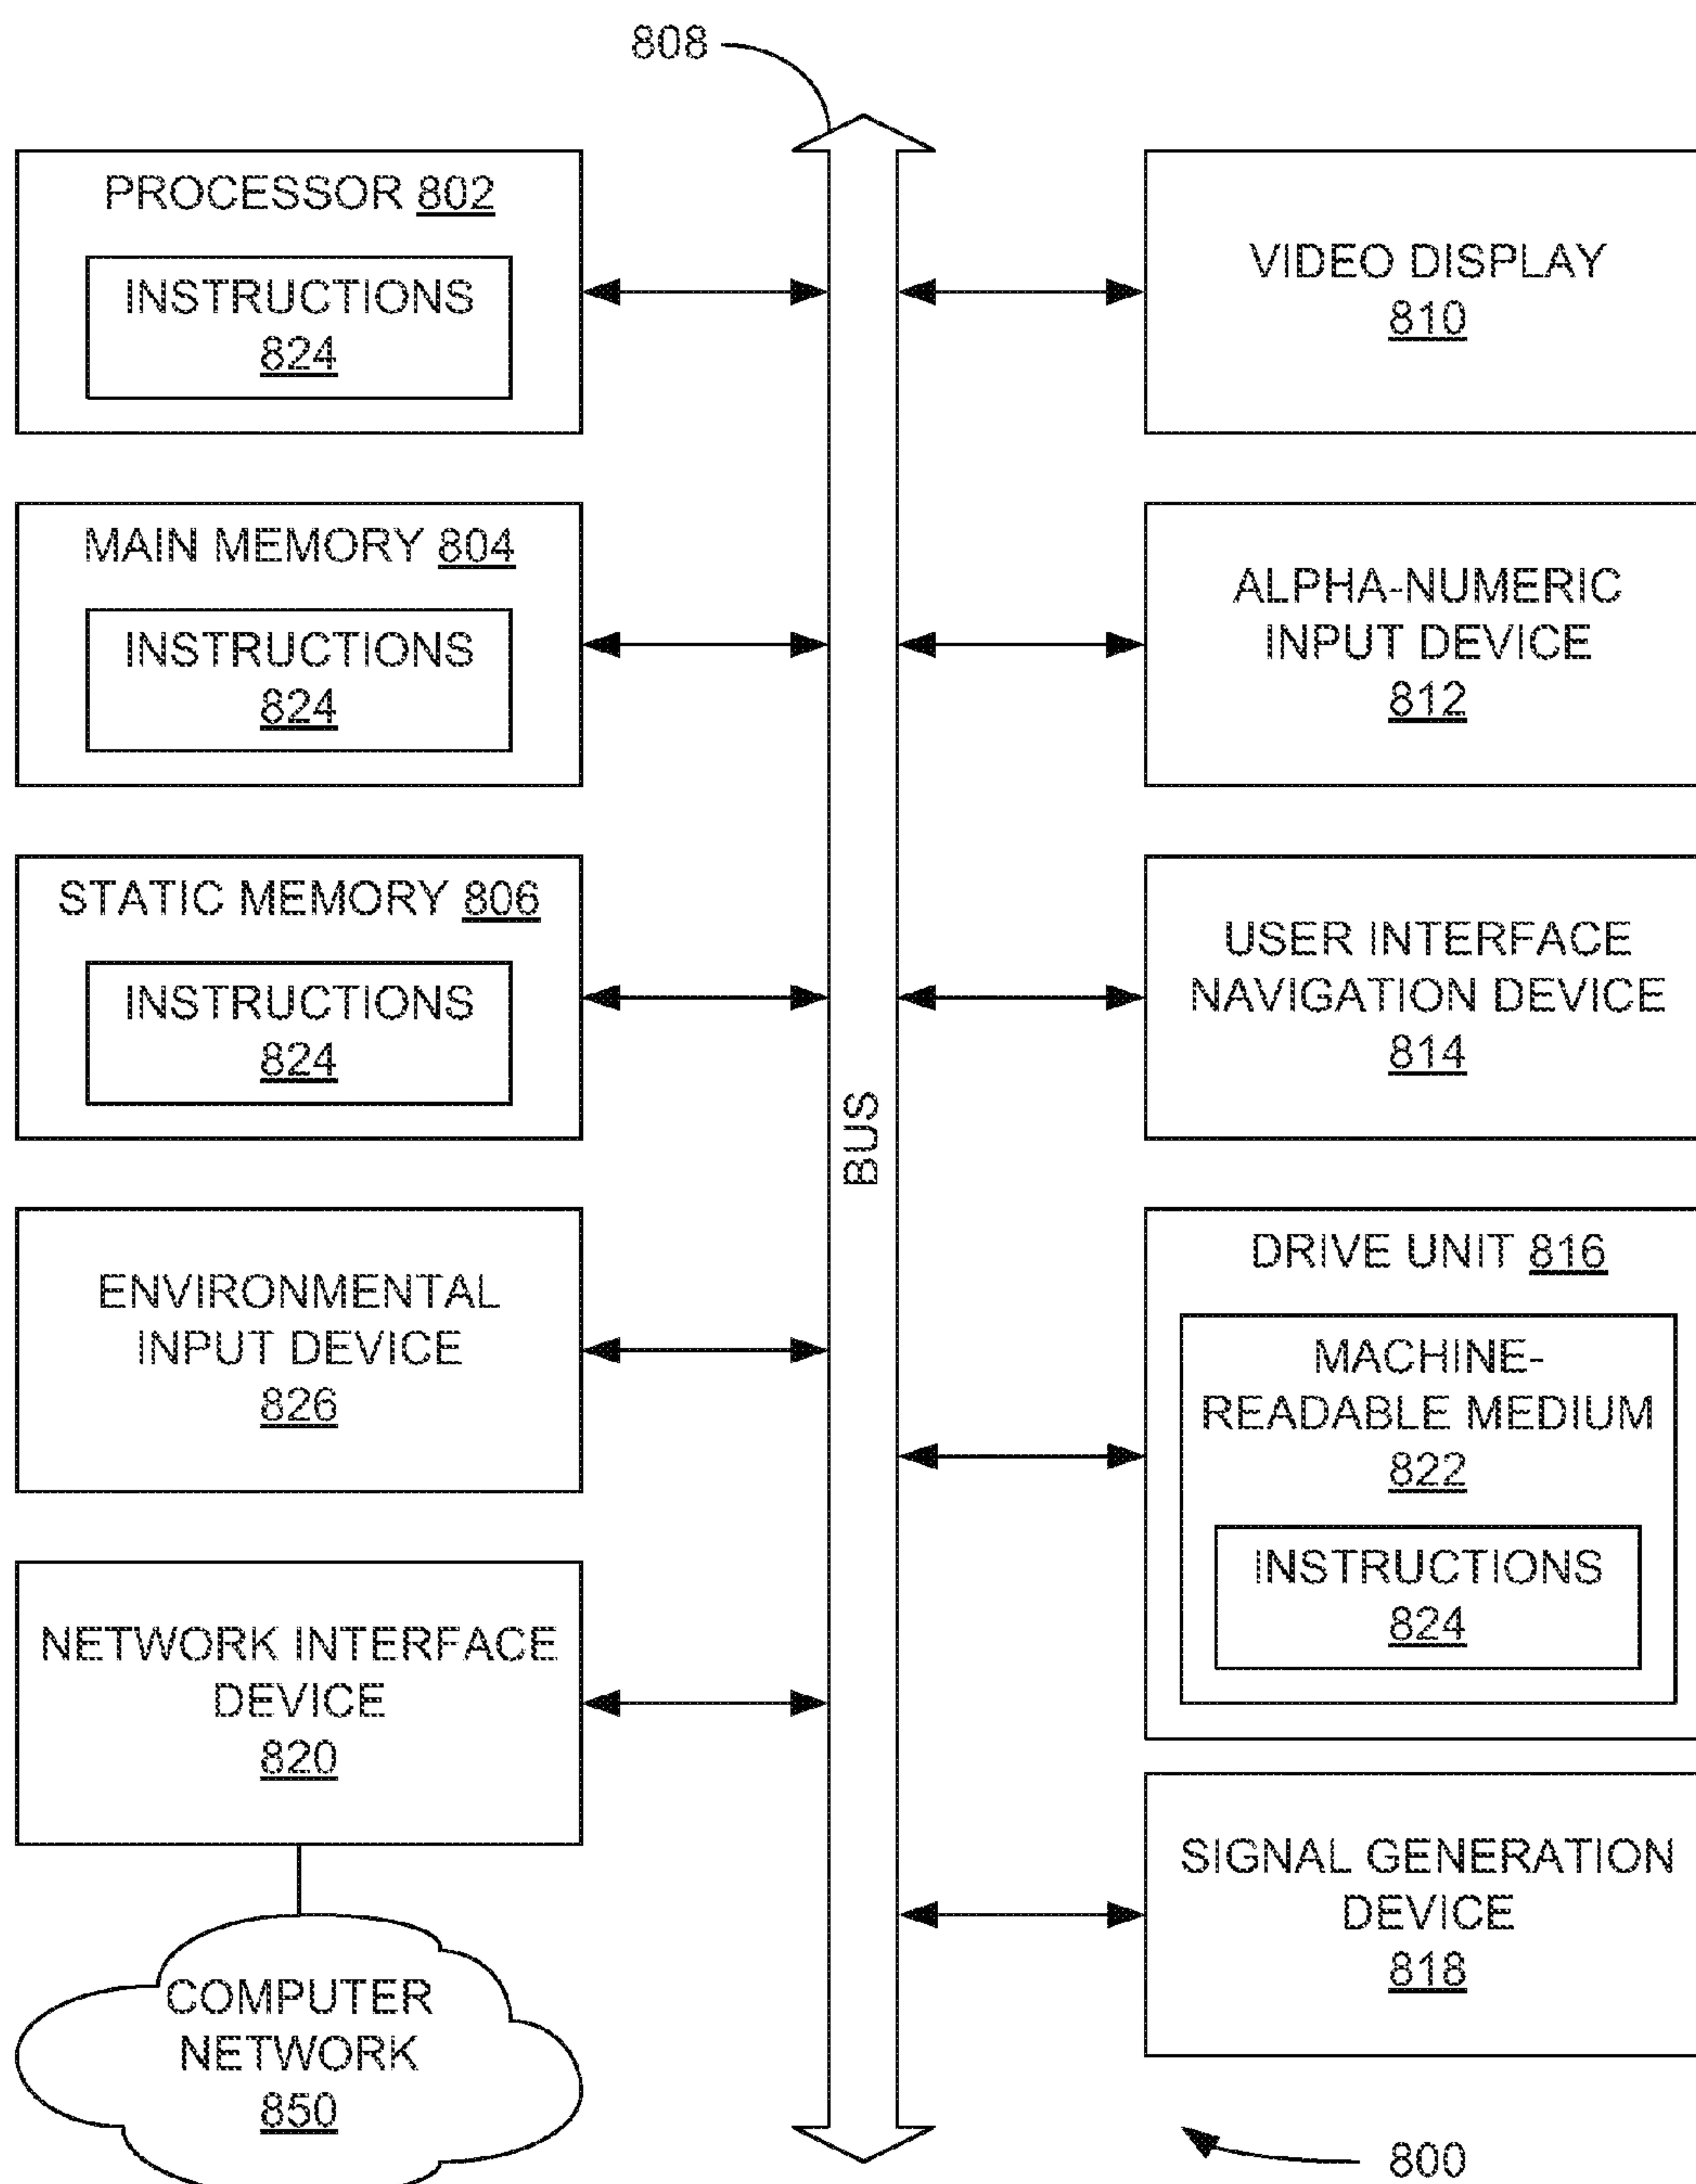 808
PROCESSOR 802
INSTRUCTIONS
824
MAIN MEMORY 804
INSTRUCTIONS
824
STATIC MEMORY 806
INSTRUCTIONS
824
ENVIRONMENTAL
INPUT DEVICE
826
NETWORK INTERFACE
DEVICE
820
COMPUTER
NETWORK
850
BUS
VIDEO DISPLAY
810
ALPHA-NUMERIC
INPUT DEVICE
812
USER INTERFACE
NAVIGATION DEVICE
814
DRIVE UNIT 816
MACHINE-
READABLE MEDIUM
822
INSTRUCTIONS
824
SIGNAL GENERATION
DEVICE
818
800